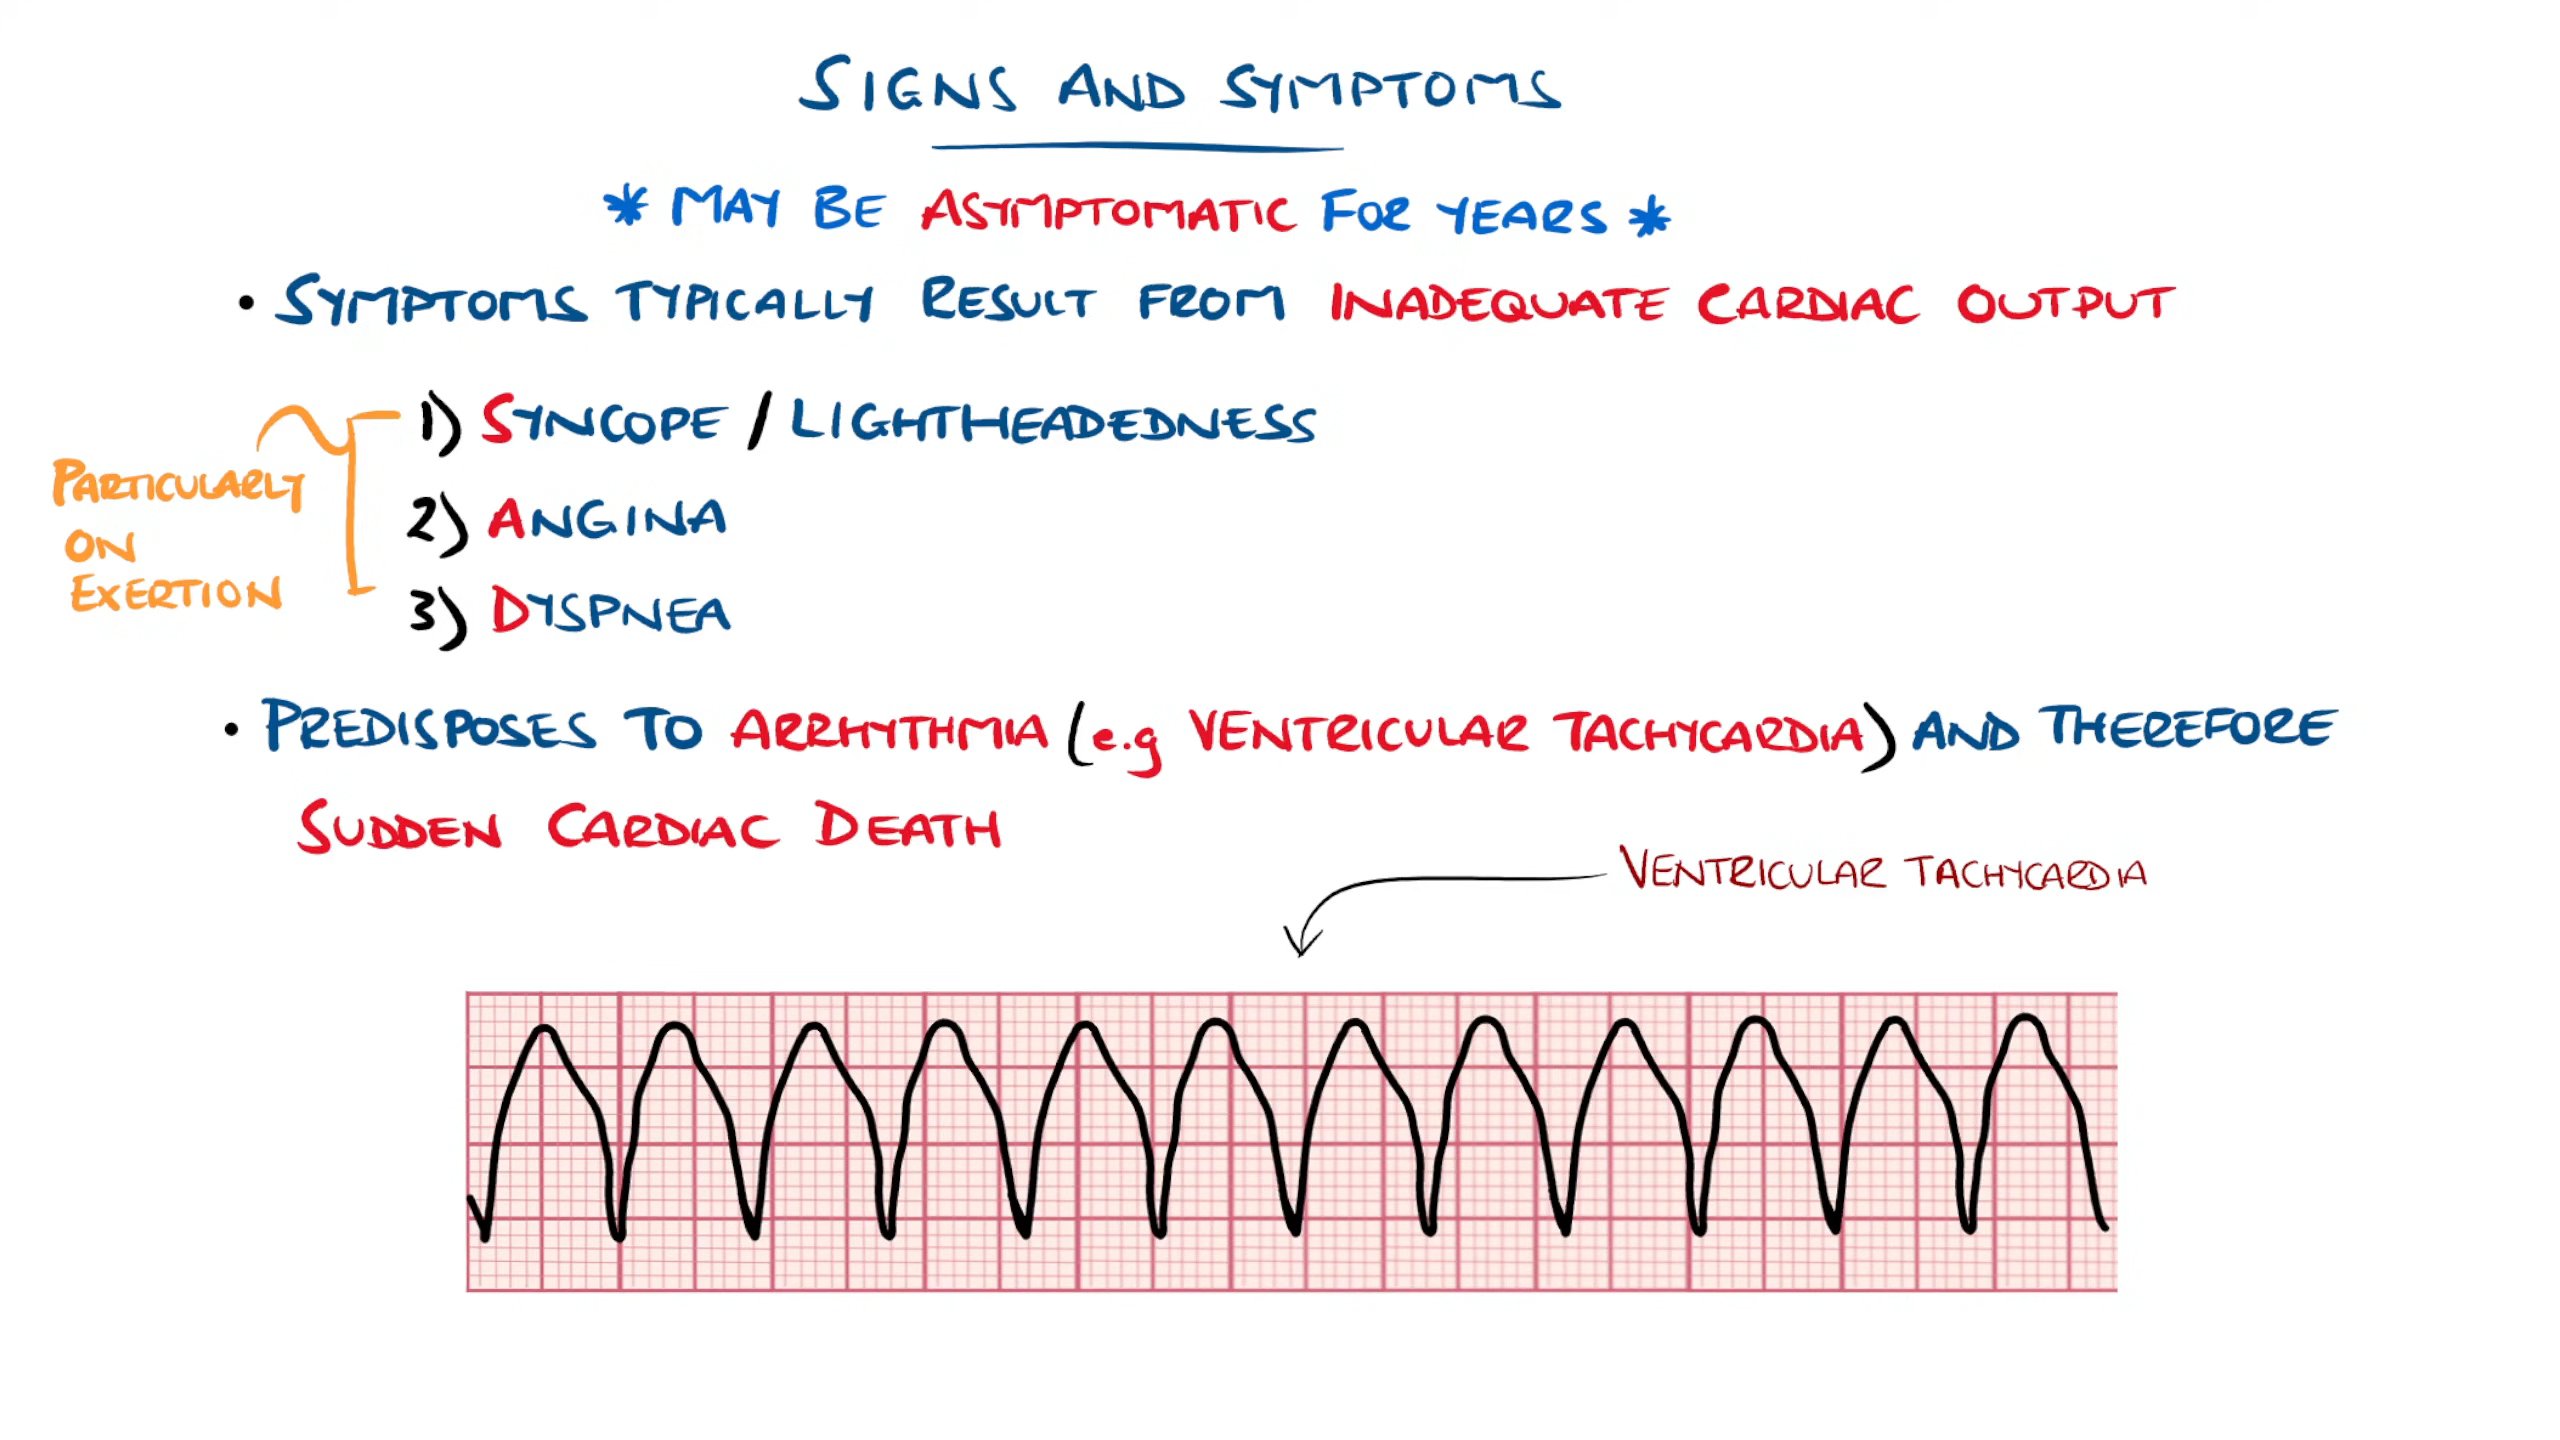 SIGNS AND SYMPTOMS
* MAY BE ASYMPTOMATIC FOR YEARS *
• SYMPTOMS TYPICALLY RESULT FROM INADEQUATE CARDIAC OUTPUT
1) SYNCOPE / LIGHTHEADEDNESS
2) ANGINA
3) DYSPNEA
PARTICULARLY
ON
EXERTION
• PREDISPOSES TO ARRHYTHMIA (e.g VENTRICULAR TACHYCARDIA) AND THEREFORE
SUDDEN CARDIAC DEATH
VENTRICULAR TACHYCARDIA